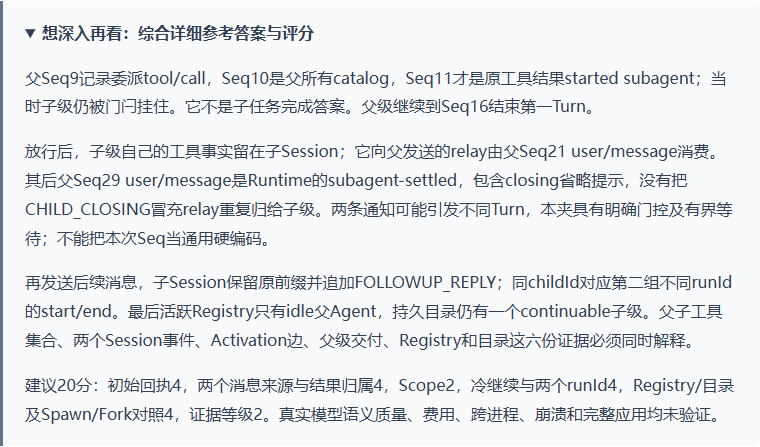 ▼ 想深入再看：综合详细参考答案与评分
父Seq9记录委派tool/call，Seq10是父所有catalog，Seq11才是原工具结果started subagent；当
时子级仍被门闩挂住。它不是子任务完成答案。父级继续到Seq16结束第一Turn。
放行后，子级自己的工具事实留在子Session；它向父发送的relay由父Seq21 user/message消费。
其后父Seq29 user/message是Runtime的subagent-settled，包含closing省略提示，没有把
CHILD_CLOSING冒充relay重复归给子级。两条通知可能引发不同Turn，本夹具有明确门控及有界等
待；不能把本次Seq当通用硬编码。
再发送后续消息，子Session保留原前缀并追加FOLLOWUP_REPLY；同childId对应第二组不同runId
的start/end。最后活跃Registry只有idle父Agent，持久目录仍有一个continuable子级。父子工具
集合、两个Session事件、Activation边、父级交付、Registry和目录这六份证据必须同时解释。
建议20分：初始回执4，两个消息来源与结果归属4，Scope2，冷继续与两个runId4，Registry/目录
及Spawn/Fork对照4，证据等级2。真实模型语义质量、费用、跨进程、崩溃和完整应用均未验证。